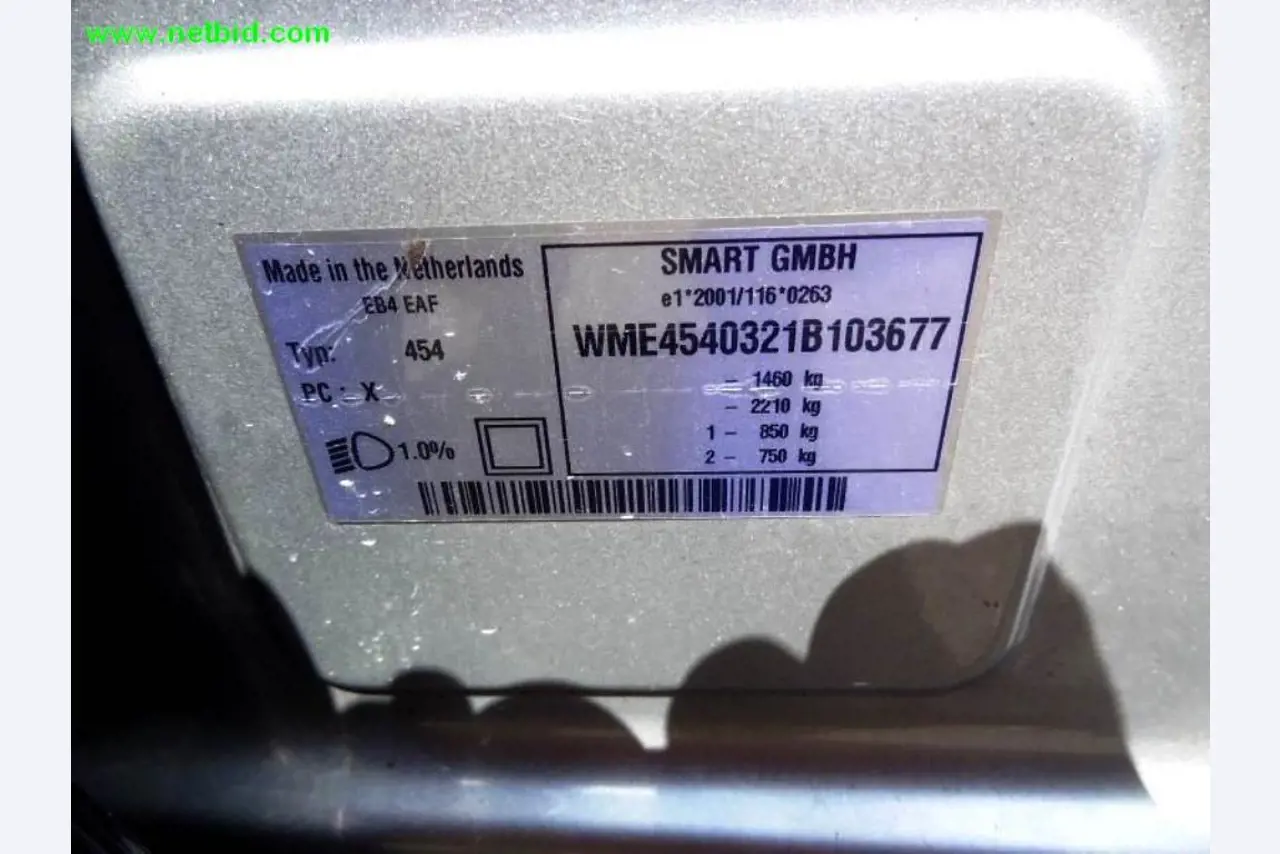 www.netbid.com
Made in the Netherlands
EB4 EAF
Typ: 454
PC : X
1.0%
SMART GMBH
e1*2001/116*0263
WME4540321B103677
- 1460 kg
- 2210 kg
1 - 850 kg
2 - 750 kg